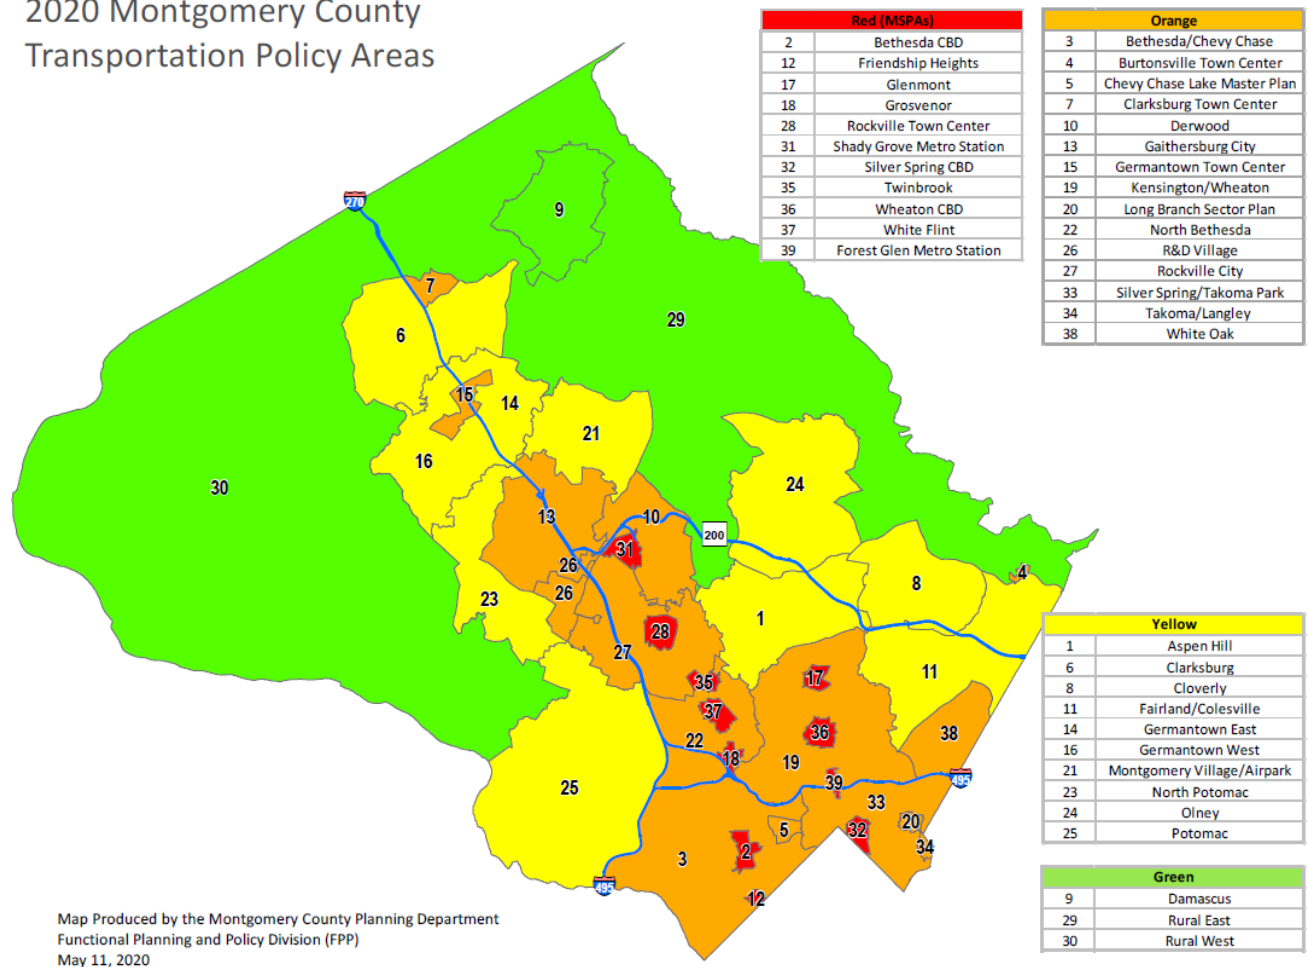 2020 Montgomery County
Transportation Policy Areas
Red (MSPAs)
2 Bethesda CBD
12 Friendship Heights
17 Glenmont
18 Grosvenor
28 Rockville Town Center
31 Shady Grove Metro Station
32 Silver Spring CBD
35 Twinbrook
36 Wheaton CBD
37 White Flint
39 Forest Glen Metro Station
Orange
3 Bethesda/Chevy Chase
4 Burtonsville Town Center
5 Chevy Chase Lake Master Plan
7 Clarksburg Town Center
10 Derwood
13 Gaithersburg City
15 Germantown Town Center
19 Kensington/Wheaton
20 Long Branch Sector Plan
22 North Bethesda
26 R&D Village
27 Rockville City
33 Silver Spring/Takoma Park
34 Takoma/Langley
38 White Oak
270
9
7
29
6
15
14
21
16
24
30
13
10
200
31
26
4
8
26
23
1
28
27
11
17
35
37
36
38
22
18
19
39
495
25
33
20
5
32
34
2
3
495
12
Yellow
1 Aspen Hill
6 Clarksburg
8 Cloverly
11 Fairland/Colesville
14 Germantown East
16 Germantown West
21 Montgomery Village/Airpark
23 North Potomac
24 Olney
25 Potomac
Green
9 Damascus
29 Rural East
30 Rural West
Map Produced by the Montgomery County Planning Department
Functional Planning and Policy Division (FPP)
May 11, 2020